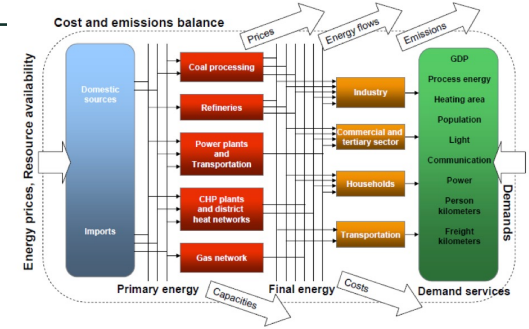 Cost and emissions balance
Prices
Energy flows
Emissions
Energy prices, Resource availability
Domestic
sources
Imports
Coal processing
Refineries
Power plants
and
Transportation
CHP plants
and district
heat networks
Gas network
Industry
Commercial and
tertiary sector
Households
Transportation
GDP
Process energy
Heating area
Population
Light
Communication
Power
Person
kilometers
Freight
kilometers
Demands
Primary energy
Final energy
Demand services
Capacities
Costs